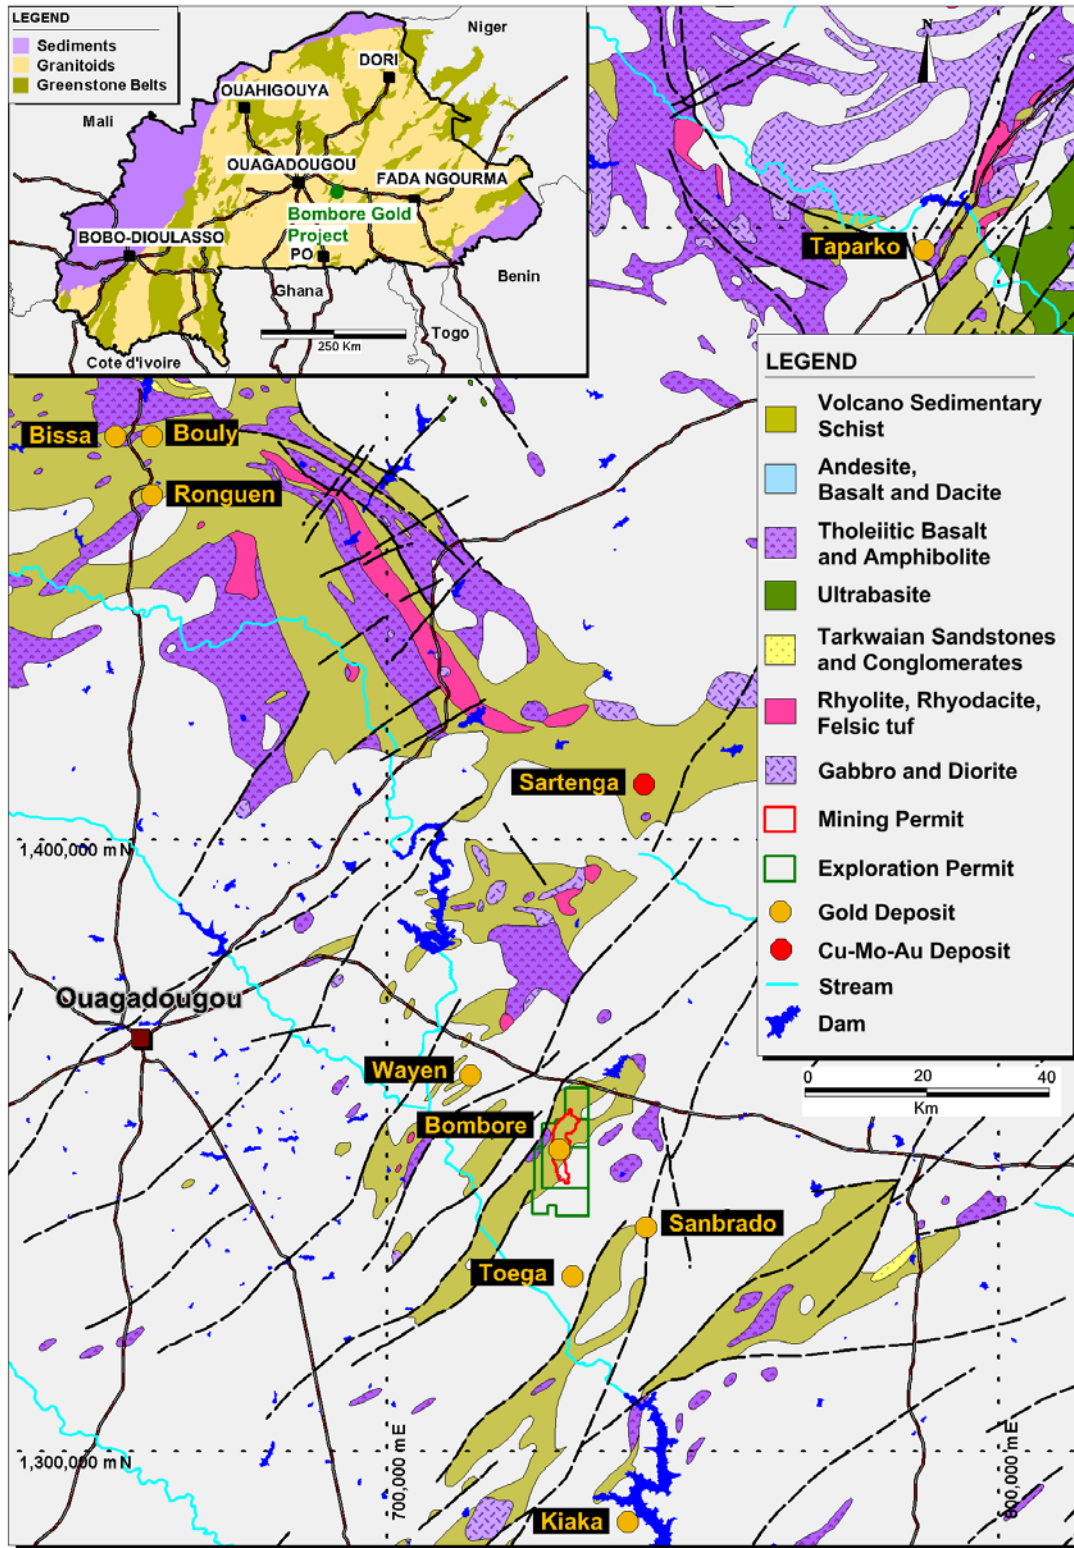 LEGEND
Sediments
Granitoids
Greenstone Belts
Niger
Mali
DORI
OUAHIGOUYA
OUAGADOUGOU
FADA NGOURMA
Bombore Gold
Project
BOBO-DIOULASSO
PO
Ghana
Benin
Togo
250 Km
Cote d'ivoire
N
Taparko
LEGEND
Volcano Sedimentary
Schist
Andesite,
Basalt and Dacite
Tholeiitic Basalt
and Amphibolite
Ultrabasite
Tarkwaian Sandstones
and Conglomerates
Rhyolite, Rhyodacite,
Felsic tuf
Gabbro and Diorite
Mining Permit
Exploration Permit
Gold Deposit
Cu-Mo-Au Deposit
Stream
Dam
0 20 40
Km
Bissa
Bouly
Ronguen
Sartenga
1,400,000 mN
Ouagadougou
Wayen
Bombore
Sanbrado
Toega
1,300,000 mN
700,000 mE
800,000 mE
Kiaka